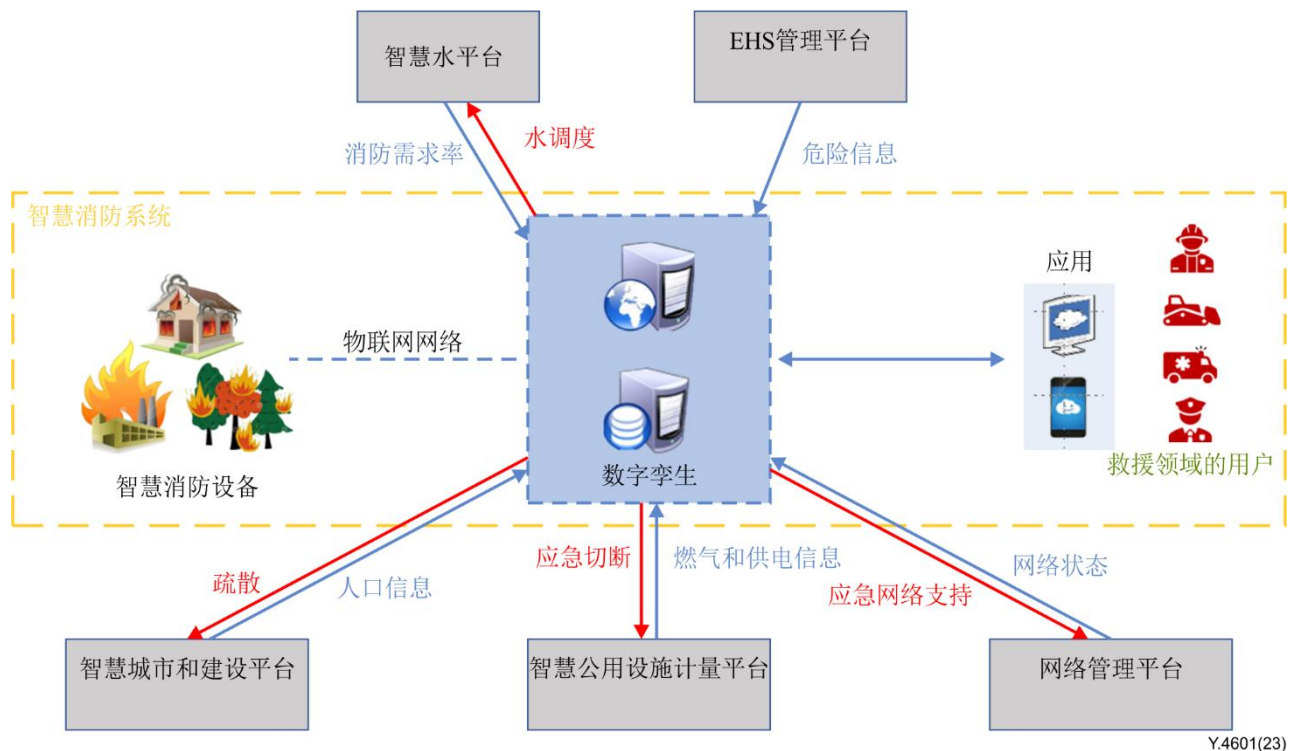 智慧水平台
EHS管理平台
消防需求率
水调度
危险信息
智慧消防系统
应用
物联网网络
智慧消防设备
数字孪生
救援领域的用户
疏散
人口信息
应急切断
燃气和供电信息
应急网络支持
网络状态
智慧城市和建设平台
智慧公用设施计量平台
网络管理平台
Y.4601(23)